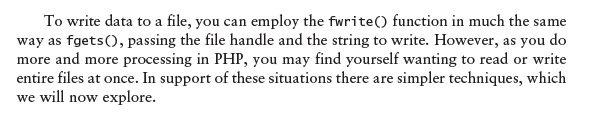 To write data to a file, you can employ the fwrite() function in much the same
way as fgets(), passing the file handle and the string to write. However, as you do
more and more processing in PHP, you may find yourself wanting to read or write
entire files at once. In support of these situations there are simpler techniques, which
we will now explore.